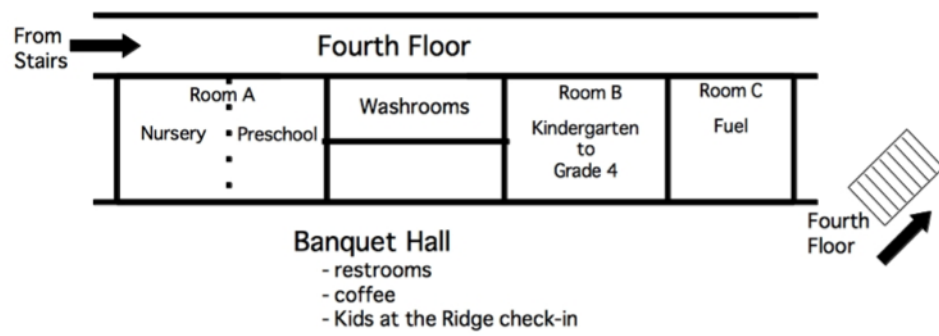 From
Stairs
Fourth Floor
Room A
Nursery
Preschool
Washrooms
Room B
Kindergarten
to
Grade 4
Room C
Fuel
Fourth
Floor
Banquet Hall
- restrooms
- coffee
- Kids at the Ridge check-in